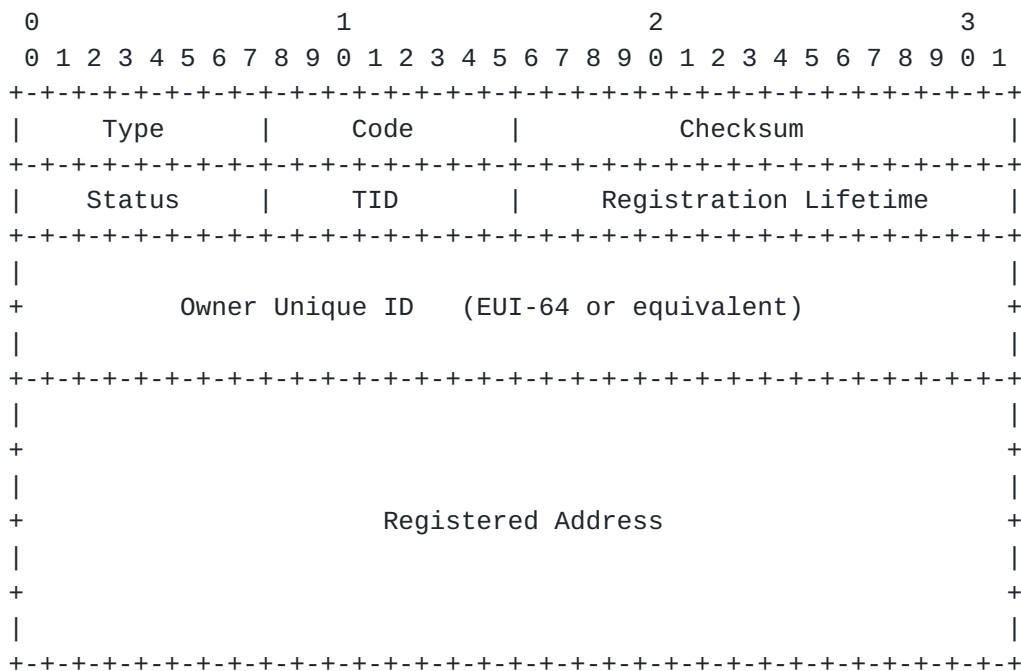 0                   1                   2                   3
 0 1 2 3 4 5 6 7 8 9 0 1 2 3 4 5 6 7 8 9 0 1 2 3 4 5 6 7 8 9 0 1
+-+-+-+-+-+-+-+-+-+-+-+-+-+-+-+-+-+-+-+-+-+-+-+-+-+-+-+-+-+-+-+-+
|     Type      |     Code      |          Checksum             |
+-+-+-+-+-+-+-+-+-+-+-+-+-+-+-+-+-+-+-+-+-+-+-+-+-+-+-+-+-+-+-+-+
|    Status     |     TID       |     Registration Lifetime     |
+-+-+-+-+-+-+-+-+-+-+-+-+-+-+-+-+-+-+-+-+-+-+-+-+-+-+-+-+-+-+-+-+
|                                                               |
+          Owner Unique ID   (EUI-64 or equivalent)             +
|                                                               |
+-+-+-+-+-+-+-+-+-+-+-+-+-+-+-+-+-+-+-+-+-+-+-+-+-+-+-+-+-+-+-+-+
|                                                               |
+                                                               +
|                                                               |
+                       Registered Address                      +
|                                                               |
+                                                               +
|                                                               |
+-+-+-+-+-+-+-+-+-+-+-+-+-+-+-+-+-+-+-+-+-+-+-+-+-+-+-+-+-+-+-+-+